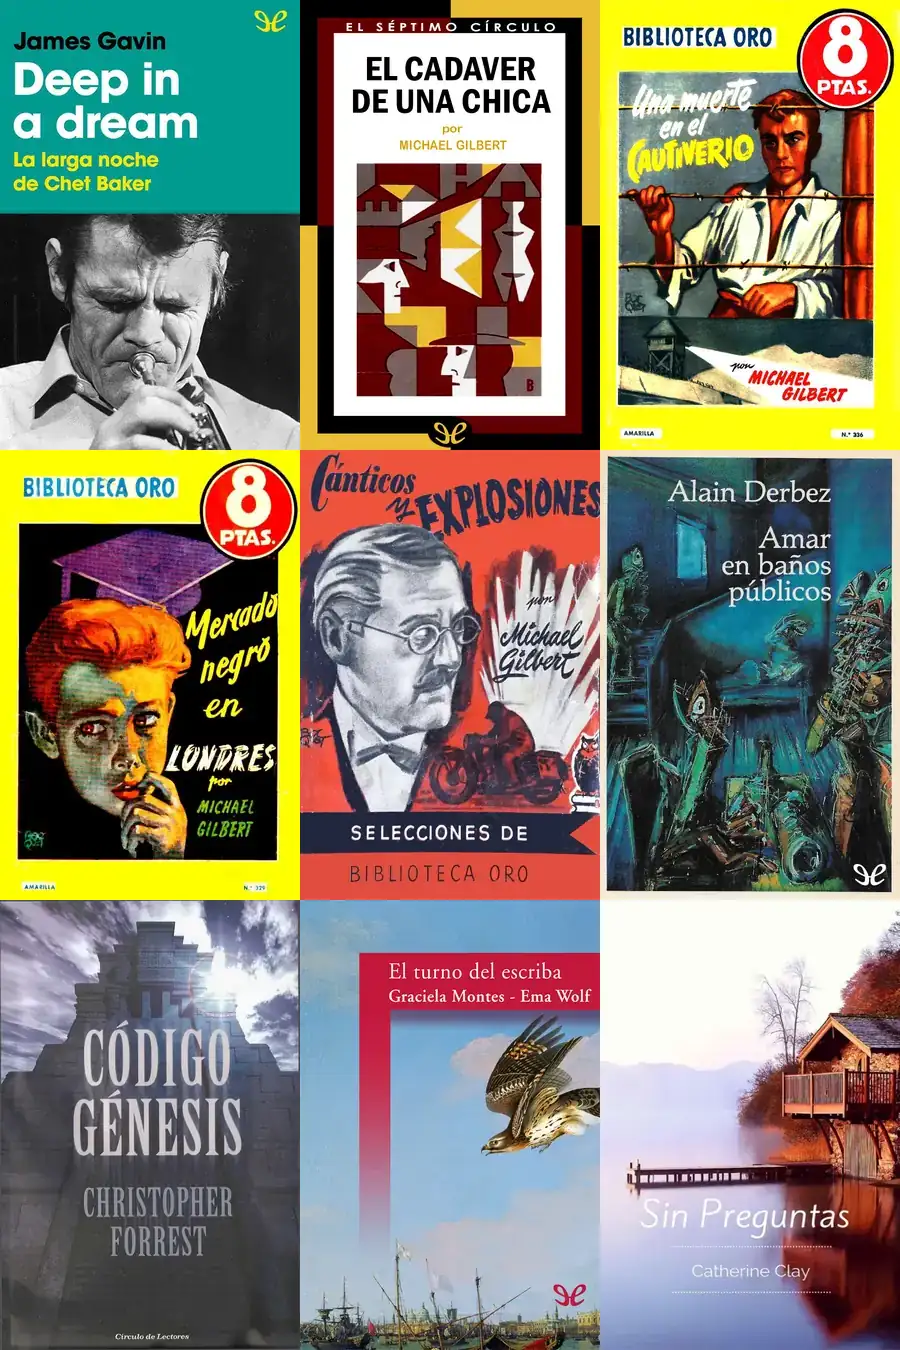 James Gavin
Deep in
a dream
La larga noche
de Chet Baker
EL SÉPTIMO CÍRCULO
EL CADAVER
DE UNA CHICA
por
MICHAEL GILBERT
B
BIBLIOTECA ORO
8
PTAS.
Una muerte
en el
CAUTIVERIO
por
MICHAEL
GILBERT
AMARILLA
N.º 336
BIBLIOTECA ORO
8
PTAS.
Mercado
negro
en
LONDRES
por
MICHAEL
GILBERT
AMARILLA
N.º 329
Cánticos
y EXPLOSIONES
por
Michael
Gilbert
SELECCIONES DE
BIBLIOTECA ORO
Alain Derbez
Amar
en baños
públicos
CÓDIGO
GÉNESIS
CHRISTOPHER
FORREST
Círculo de Lectores
El turno del escriba
Graciela Montes - Ema Wolf
Sin Preguntas
Catherine Clay